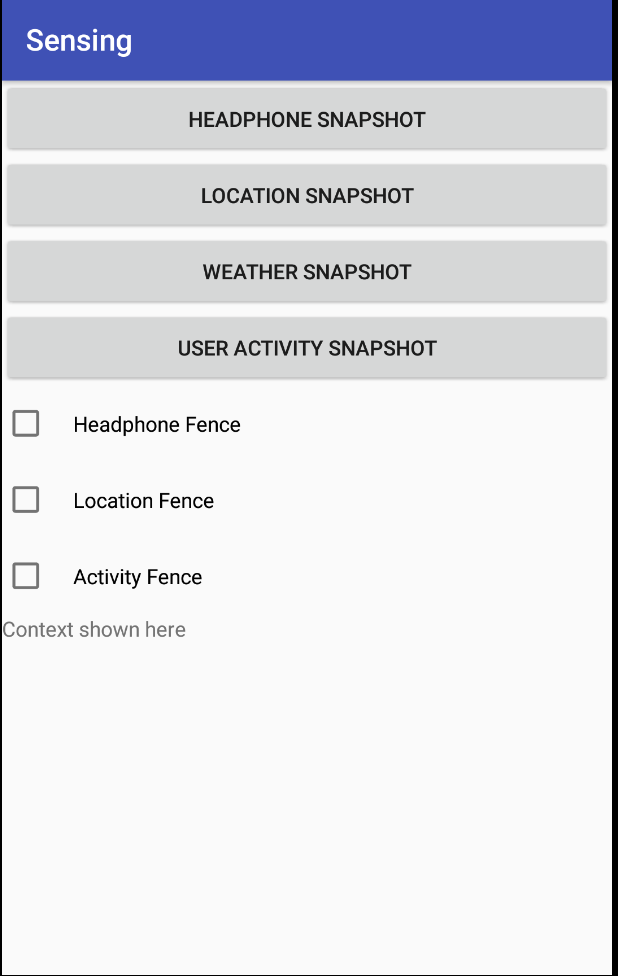 Sensing
HEADPHONE SNAPSHOT
LOCATION SNAPSHOT
WEATHER SNAPSHOT
USER ACTIVITY SNAPSHOT
Headphone Fence
Location Fence
Activity Fence
Context shown here